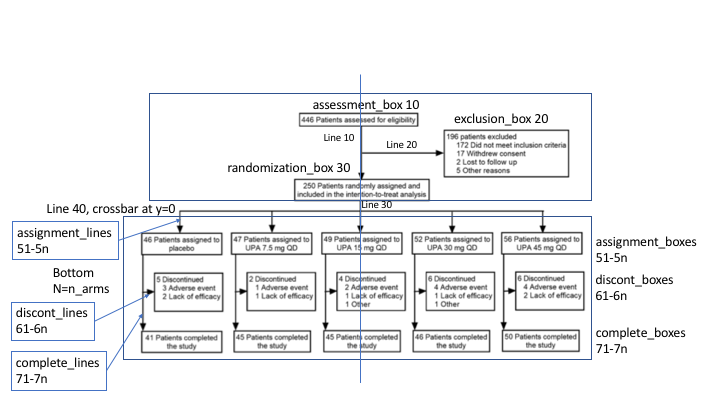 assessment_box 10
446 Patients assessed for eligibility
exclusion_box 20
Line 10
Line 20
196 patients excluded
172 Did not meet inclusion criteria
17 Withdrew consent
2 Lost to follow up
5 Other reasons
randomization_box 30
250 Patients randomly assigned and
included in the intention-to-treat analysis
Line 40, crossbar at y=0
Line 30
assignment_lines
51-5n
46 Patients assigned to
placebo
47 Patients assigned to
UPA 7.5 mg QD
49 Patients assigned to
UPA 15 mg QD
52 Patients assigned to
UPA 30 mg QD
56 Patients assigned to
UPA 45 mg QD
assignment_boxes
51-5n
Bottom
N=n_arms
5 Discontinued
3 Adverse event
2 Lack of efficacy
2 Discontinued
1 Adverse event
1 Lack of efficacy
4 Discontinued
2 Adverse event
1 Lack of efficacy
1 Other
6 Discontinued
4 Adverse event
1 Lack of efficacy
1 Other
6 Discontinued
4 Adverse event
2 Lack of efficacy
discont_boxes
61-6n
discont_lines
61-6n
41 Patients completed
the study
45 Patients completed
the study
45 Patients completed
the study
46 Patients completed
the study
50 Patients completed
the study
complete_boxes
71-7n
complete_lines
71-7n